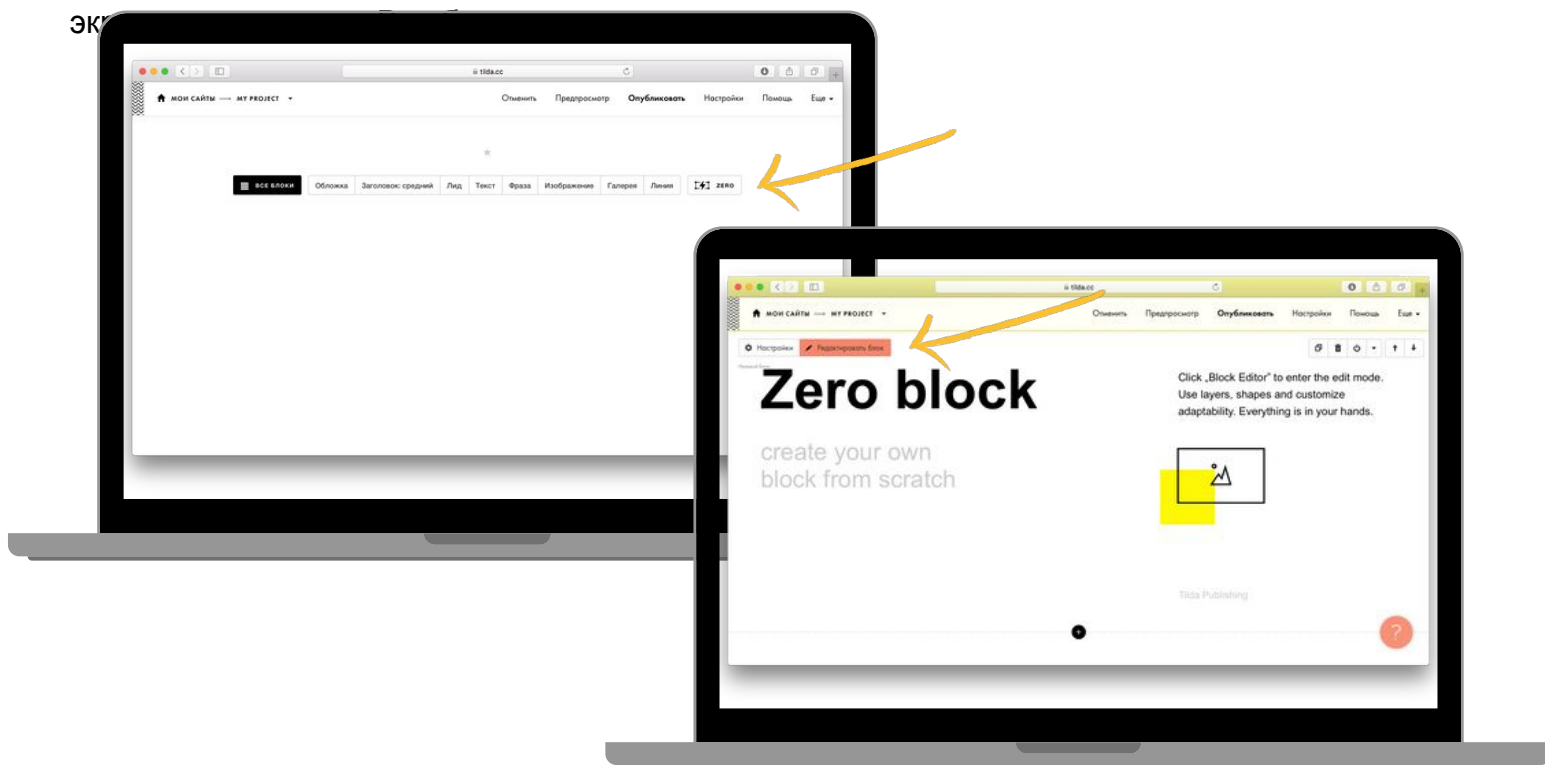 эк
tilda.cc
МОИ САЙТЫ → MY PROJECT
Отменить Предпросмотр Опубликовать Настройки Помощь Еще
ВСЕ БЛОКИ Обложка Заголовок: средний Лид Текст Фраза Изображение Галерея Линия ZERO
tilda.cc
МОИ САЙТЫ → MY PROJECT
Отменить Предпросмотр Опубликовать Настройки Помощь Еще
Настройки Редактировать блок
Zero block
create your own
block from scratch
Click „Block Editor" to enter the edit mode.
Use layers, shapes and customize
adaptability. Everything is in your hands.
Tilda Publishing
?